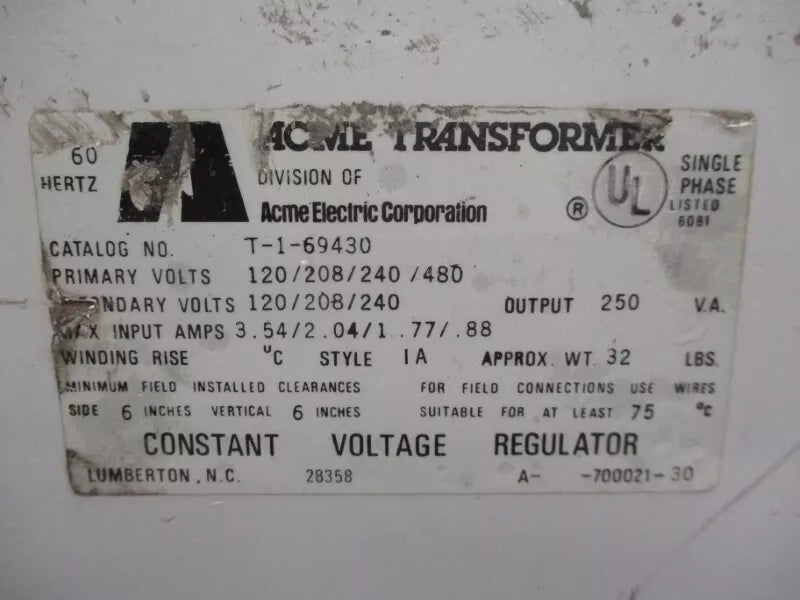 60 HERTZ
ACME TRANSFORMER
DIVISION OF
Acme Electric Corporation ®
UL
SINGLE PHASE
LISTED 6081
CATALOG NO. T-1-69430
PRIMARY VOLTS 120/208/240/480
SECONDARY VOLTS 120/208/240 OUTPUT 250 V.A.
MAX INPUT AMPS 3.54/2.04/1.77/.88
WINDING RISE °C STYLE 1A APPROX. WT. 32 LBS.
MINIMUM FIELD INSTALLED CLEARANCES FOR FIELD CONNECTIONS USE WIRES
SIDE 6 INCHES VERTICAL 6 INCHES SUITABLE FOR AT LEAST 75 °C
CONSTANT VOLTAGE REGULATOR
LUMBERTON, N.C. 28358 A- -700021-30